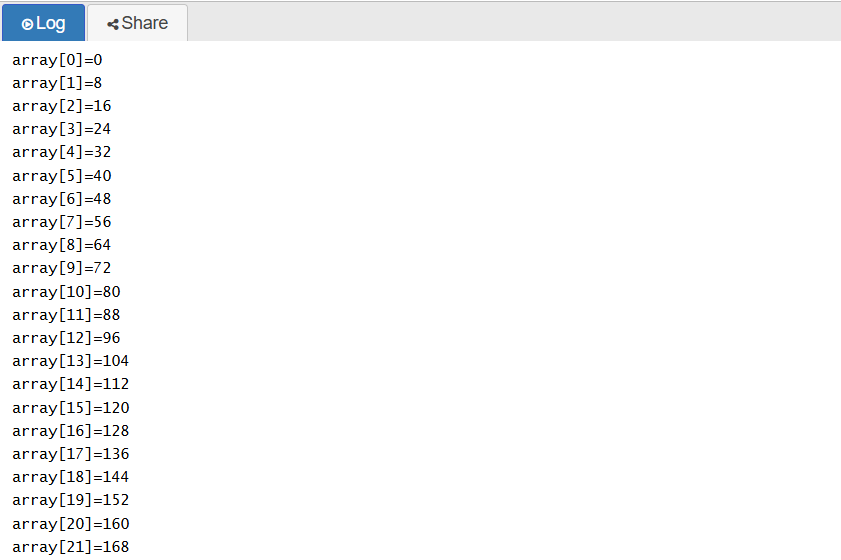 Log Share
array[0]=0
array[1]=8
array[2]=16
array[3]=24
array[4]=32
array[5]=40
array[6]=48
array[7]=56
array[8]=64
array[9]=72
array[10]=80
array[11]=88
array[12]=96
array[13]=104
array[14]=112
array[15]=120
array[16]=128
array[17]=136
array[18]=144
array[19]=152
array[20]=160
array[21]=168